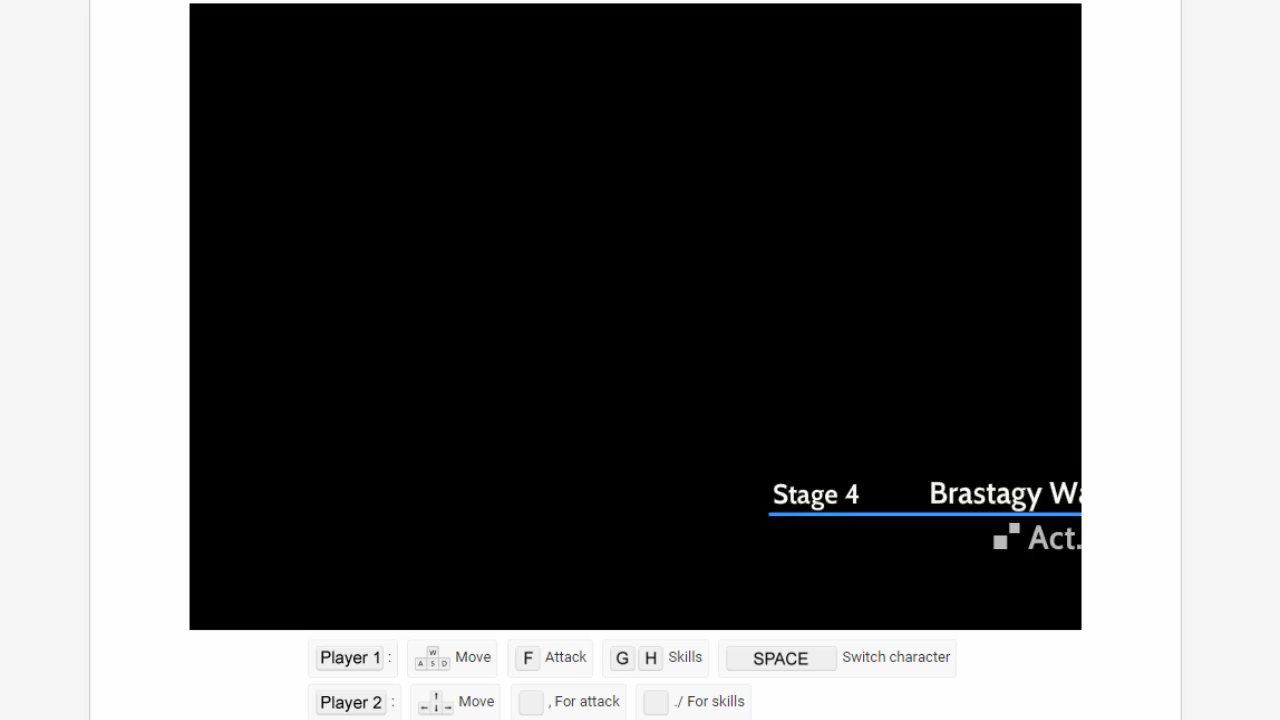 Stage 4 Brastagy Wa
Act.
Player 1 : W A S D Move F Attack G H Skills SPACE Switch character
Player 2 : ← ↑ ↓ → Move , For attack ./ For skills